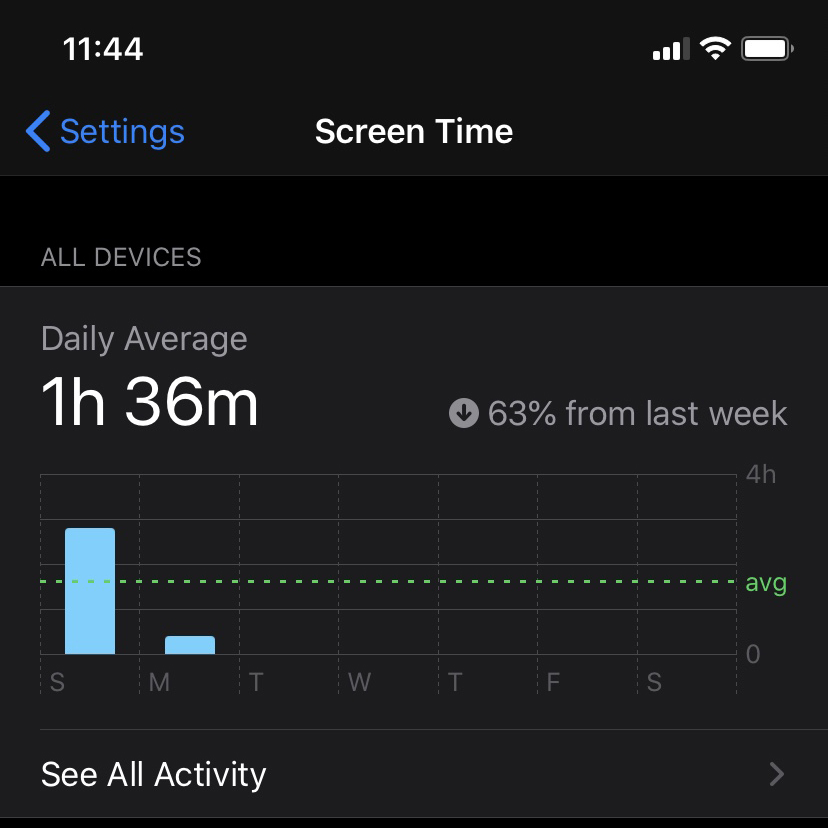 11:44
Settings
Screen Time
ALL DEVICES
Daily Average
1h 36m
63% from last week
4h
avg
0
S M T W T F S
See All Activity